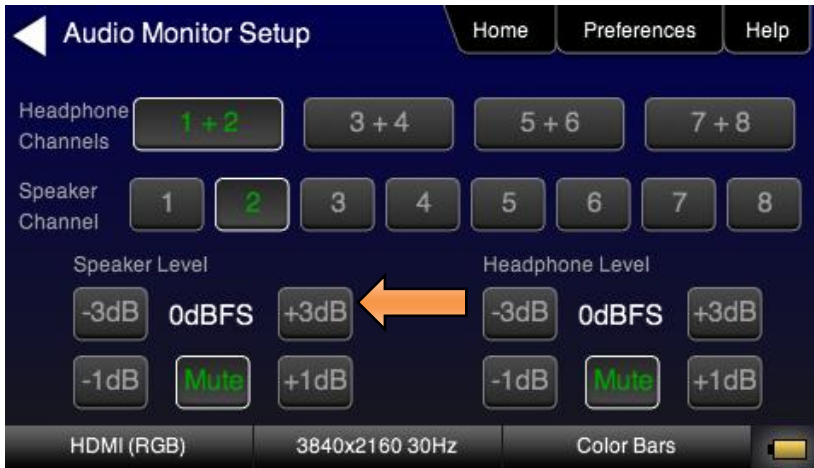 Audio Monitor Setup
Home
Preferences
Help
Headphone
Channels
1 + 2
3 + 4
5 + 6
7 + 8
Speaker
Channel
1
2
3
4
5
6
7
8
Speaker Level
Headphone Level
-3dB
0dBFS
+3dB
-3dB
0dBFS
+3dB
-1dB
Mute
+1dB
-1dB
Mute
+1dB
HDMI (RGB)
3840x2160 30Hz
Color Bars